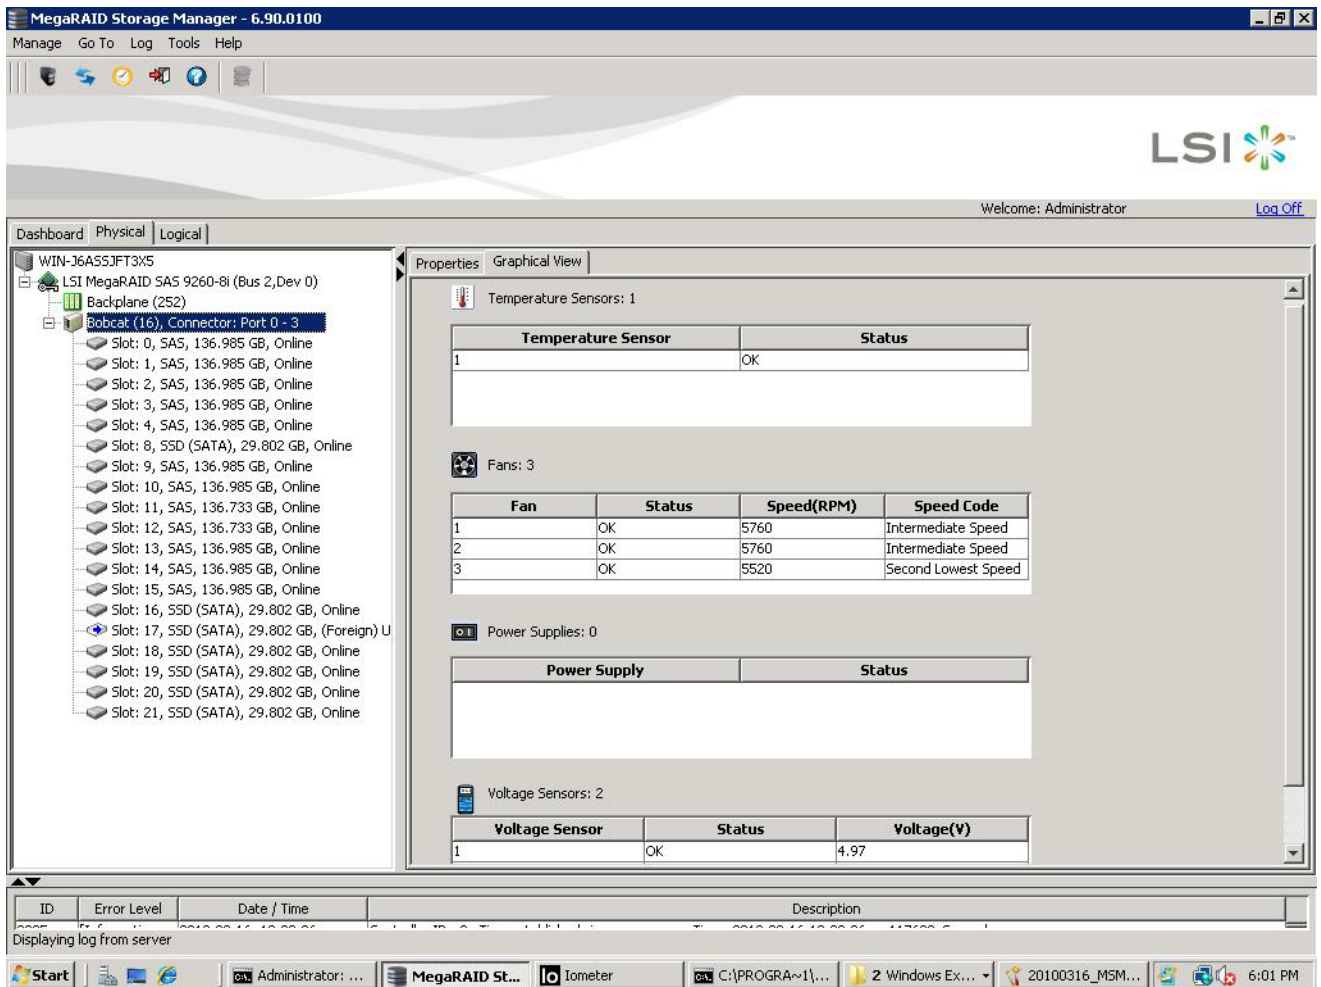 MegaRAID Storage Manager - 6.90.0100
Manage Go To Log Tools Help
LSI™
Welcome: Administrator Log Off
Dashboard Physical Logical
WIN-J6ASSJFT3X5
LSI MegaRAID SAS 9260-8i (Bus 2,Dev 0)
Backplane (252)
Bobcat (16), Connector: Port 0 - 3
Slot: 0, SAS, 136.985 GB, Online
Slot: 1, SAS, 136.985 GB, Online
Slot: 2, SAS, 136.985 GB, Online
Slot: 3, SAS, 136.985 GB, Online
Slot: 4, SAS, 136.985 GB, Online
Slot: 8, SSD (SATA), 29.802 GB, Online
Slot: 9, SAS, 136.985 GB, Online
Slot: 10, SAS, 136.985 GB, Online
Slot: 11, SAS, 136.733 GB, Online
Slot: 12, SAS, 136.733 GB, Online
Slot: 13, SAS, 136.985 GB, Online
Slot: 14, SAS, 136.985 GB, Online
Slot: 15, SAS, 136.985 GB, Online
Slot: 16, SSD (SATA), 29.802 GB, Online
Slot: 17, SSD (SATA), 29.802 GB, (Foreign) U
Slot: 18, SSD (SATA), 29.802 GB, Online
Slot: 19, SSD (SATA), 29.802 GB, Online
Slot: 20, SSD (SATA), 29.802 GB, Online
Slot: 21, SSD (SATA), 29.802 GB, Online
Properties Graphical View
Temperature Sensors: 1
Temperature Sensor Status
1 OK
Fans: 3
Fan Status Speed(RPM) Speed Code
1 OK 5760 Intermediate Speed
2 OK 5760 Intermediate Speed
3 OK 5520 Second Lowest Speed
Power Supplies: 0
Power Supply Status
Voltage Sensors: 2
Voltage Sensor Status Voltage(V)
1 OK 4.97
ID Error Level Date / Time Description
Displaying log from server
Start Administrator: ... MegaRAID St... Iometer C:\PROGRA~1\... 2 Windows Ex... 20100316_MSM... 6:01 PM